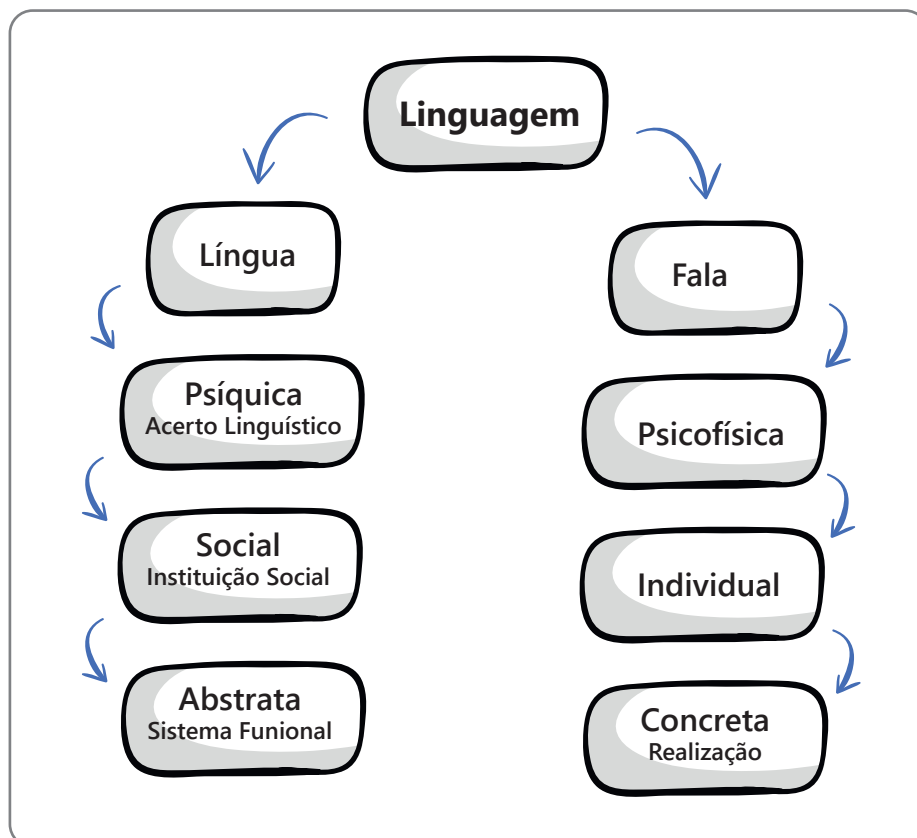 Linguagem
Língua
Fala
Psíquica
Acerto Linguístico
Psicofísica
Social
Instituição Social
Individual
Abstrata
Sistema Funional
Concreta
Realização